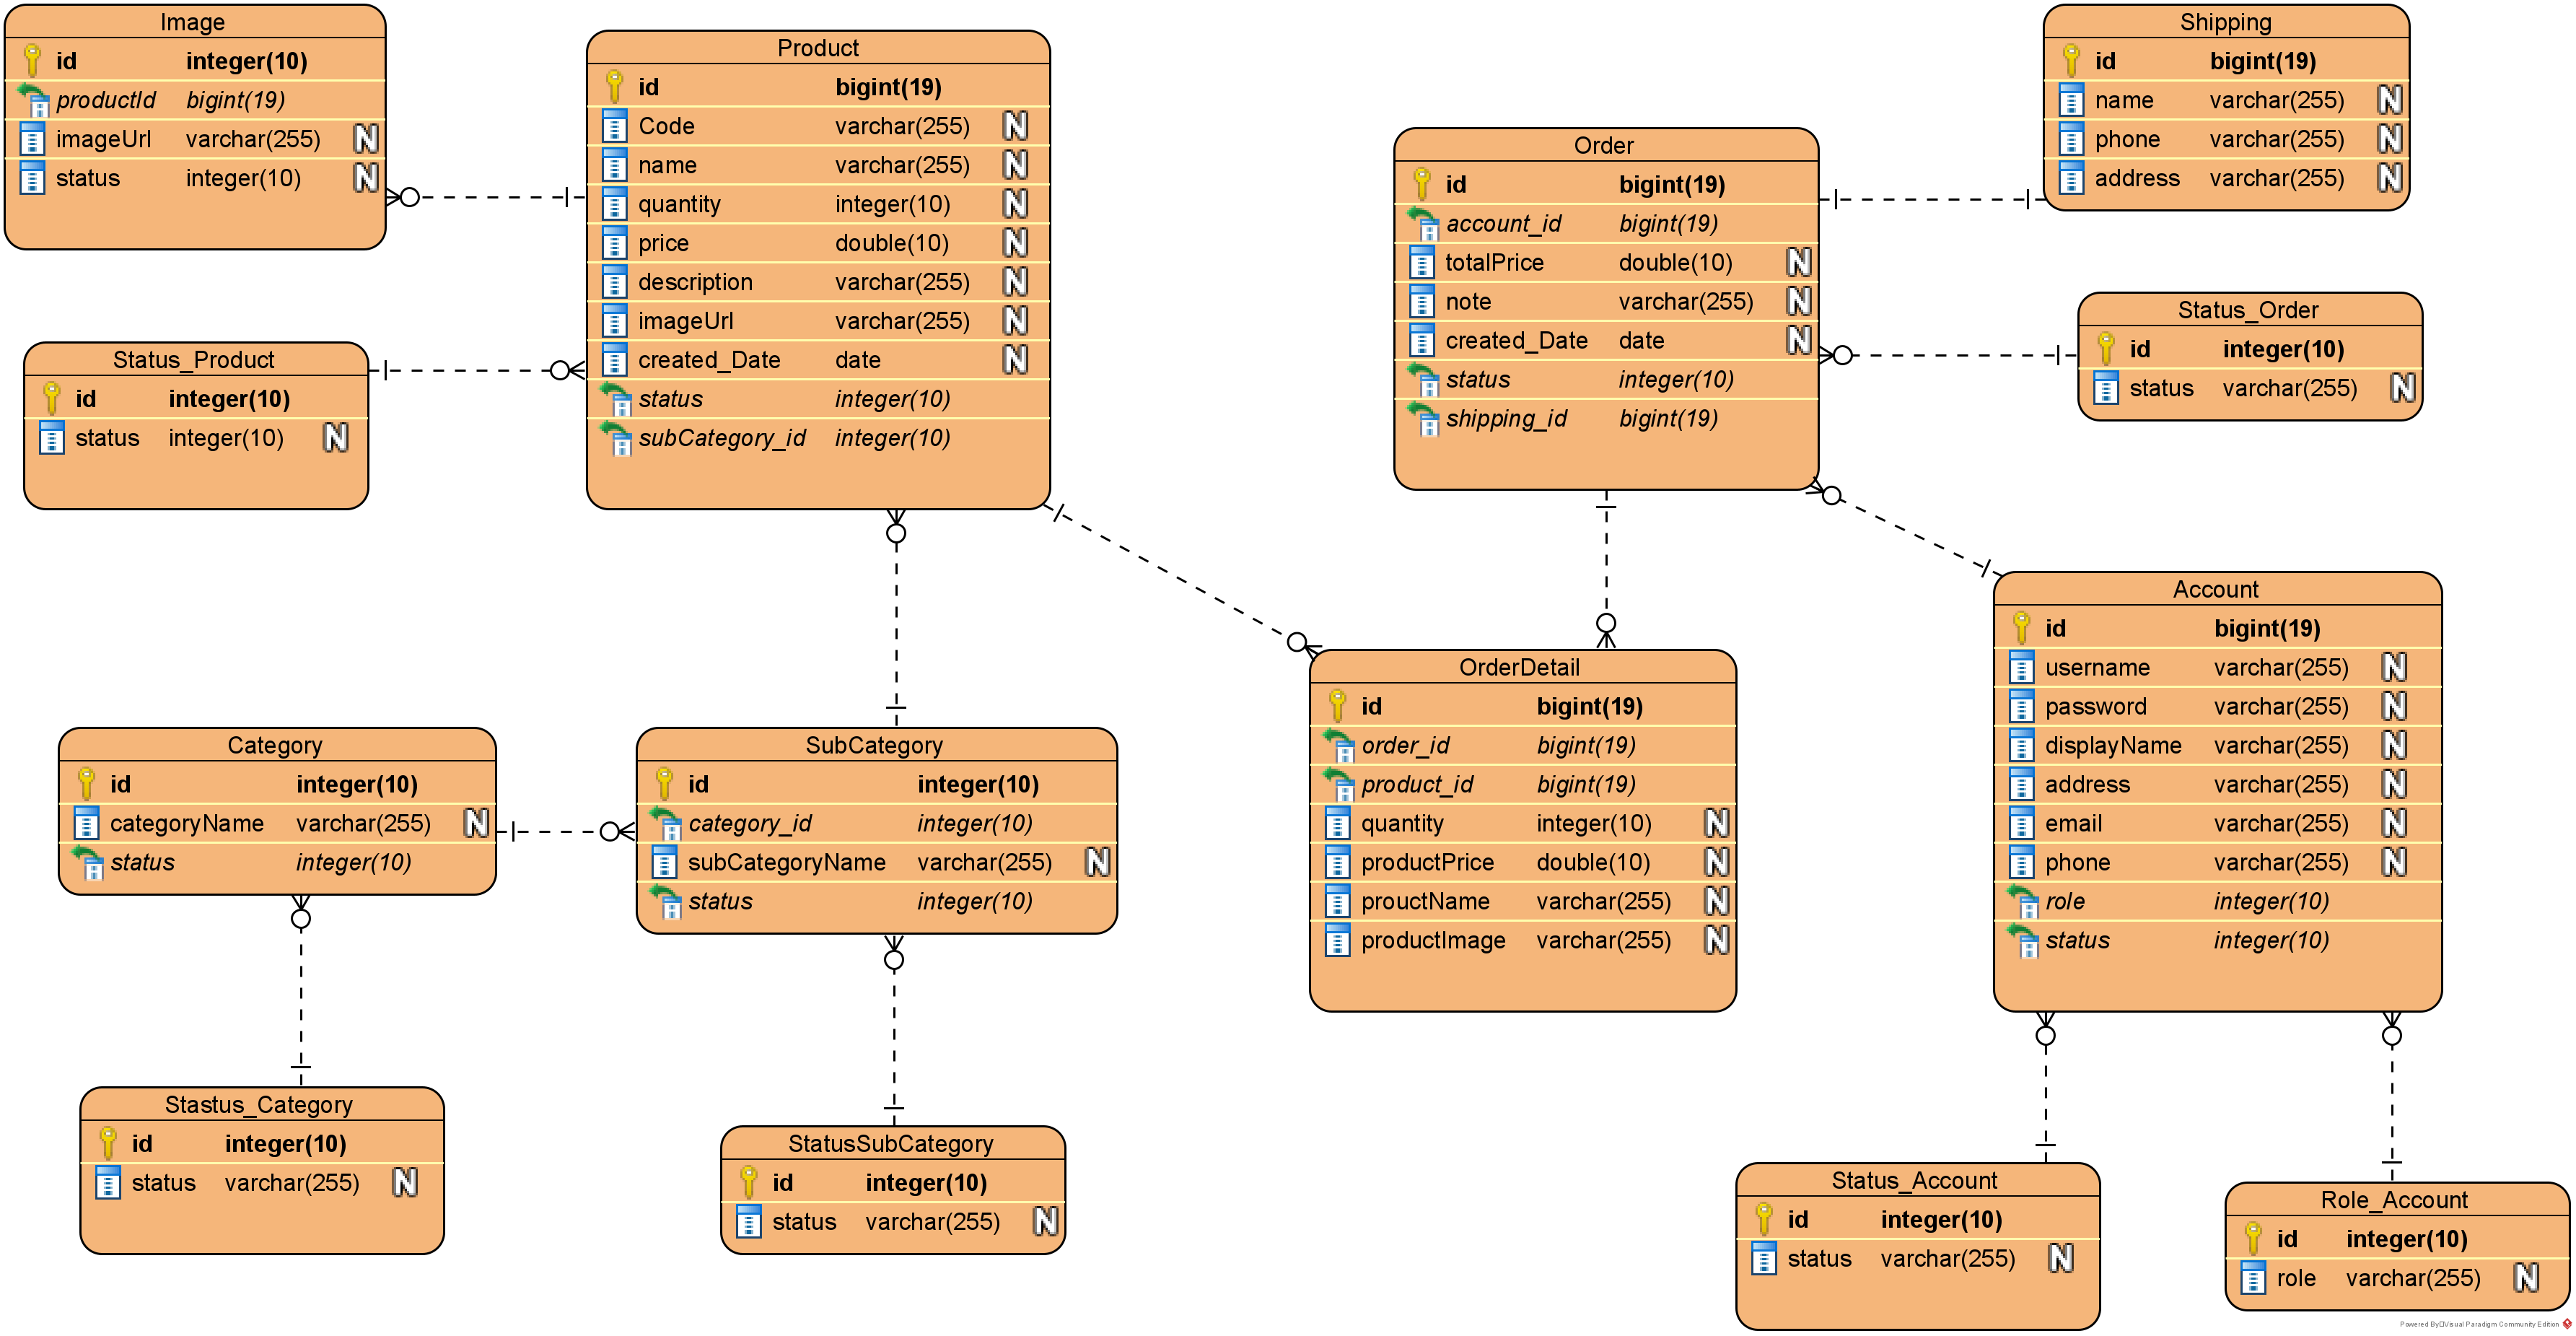 Image
id integer(10)
productId bigint(19)
imageUrl varchar(255) N
status integer(10) N
Product
id bigint(19)
Code varchar(255) N
name varchar(255) N
quantity integer(10) N
price double(10) N
description varchar(255) N
imageUrl varchar(255) N
created_Date date N
status integer(10)
subCategory_id integer(10)
Order
id bigint(19)
account_id bigint(19)
totalPrice double(10) N
note varchar(255) N
created_Date date N
status integer(10)
shipping_id bigint(19)
Shipping
id bigint(19)
name varchar(255) N
phone varchar(255) N
address varchar(255) N
Status_Product
id integer(10)
status integer(10) N
Status_Order
id integer(10)
status varchar(255) N
Category
id integer(10)
categoryName varchar(255) N
status integer(10)
SubCategory
id integer(10)
category_id integer(10)
subCategoryName varchar(255) N
status integer(10)
OrderDetail
id bigint(19)
order_id bigint(19)
product_id bigint(19)
quantity integer(10) N
productPrice double(10) N
prouctName varchar(255) N
productImage varchar(255) N
Account
id bigint(19)
username varchar(255) N
password varchar(255) N
displayName varchar(255) N
address varchar(255) N
email varchar(255) N
phone varchar(255) N
role integer(10)
status integer(10)
Stastus_Category
id integer(10)
status varchar(255) N
StatusSubCategory
id integer(10)
status varchar(255) N
Status_Account
id integer(10)
status varchar(255) N
Role_Account
id integer(10)
role varchar(255) N
Powered By□Visual Paradigm Community Edition